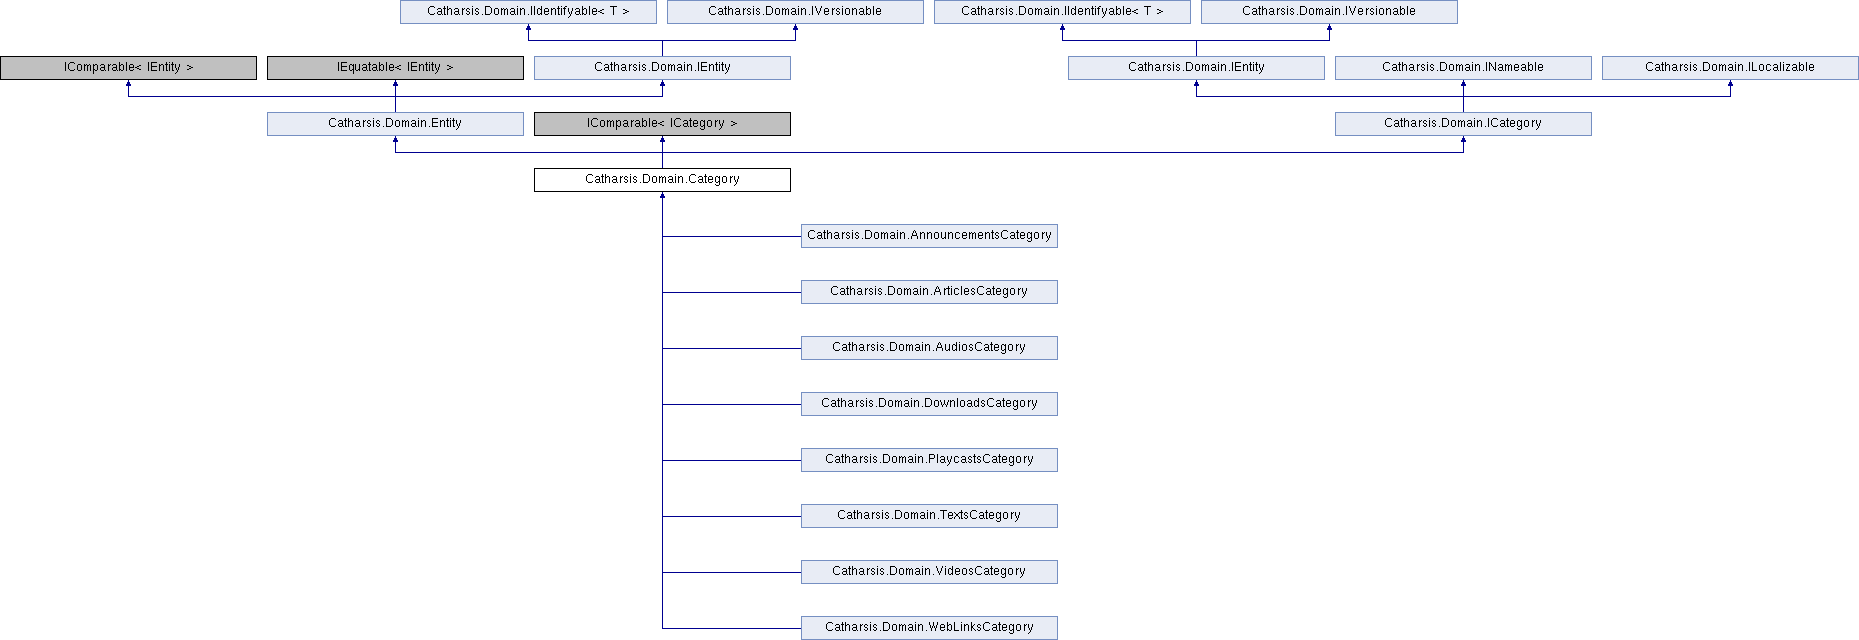 Catharsis.Domain.IIdentifyable< T >
Catharsis.Domain.IVersionable
Catharsis.Domain.IIdentifyable< T >
Catharsis.Domain.IVersionable
IComparable< IEntity >
IEquatable< IEntity >
Catharsis.Domain.IEntity
Catharsis.Domain.IEntity
Catharsis.Domain.INameable
Catharsis.Domain.ILocalizable
Catharsis.Domain.Entity
IComparable< ICategory >
Catharsis.Domain.ICategory
Catharsis.Domain.Category
Catharsis.Domain.AnnouncementsCategory
Catharsis.Domain.ArticlesCategory
Catharsis.Domain.AudiosCategory
Catharsis.Domain.DownloadsCategory
Catharsis.Domain.PlaycastsCategory
Catharsis.Domain.TextsCategory
Catharsis.Domain.VideosCategory
Catharsis.Domain.WebLinksCategory